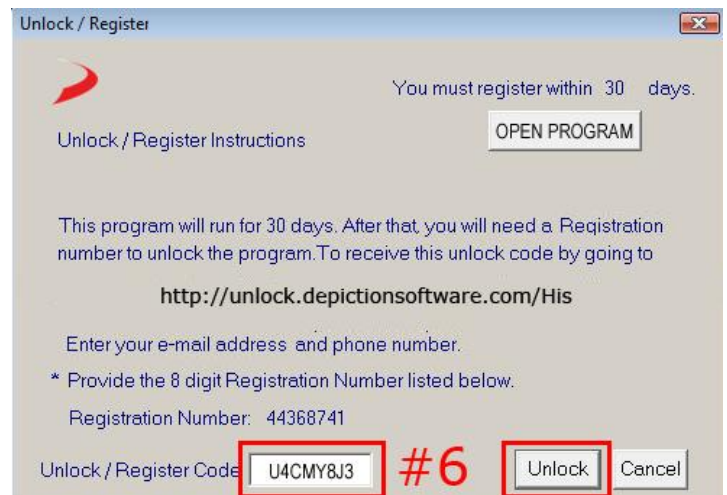 Unlock / Register
You must register within 30 days.
OPEN PROGRAM
Unlock / Register Instructions
This program will run for 30 days. After that, you will need a Registration
number to unlock the program.To receive this unlock code by going to
http://unlock.depictionsoftware.com/His
Enter your e-mail address and phone number.
* Provide the 8 digit Registration Number listed below.
Registration Number: 44368741
Unlock / Register Code U4CMY8J3 #6 Unlock Cancel